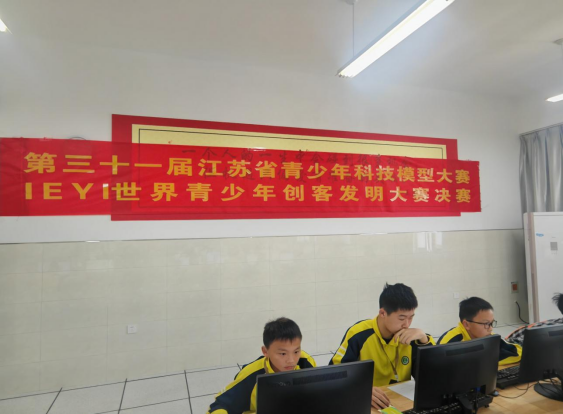 第三十一届江苏省青少年科技模型大赛
IEYI世界青少年创客发明大赛决赛